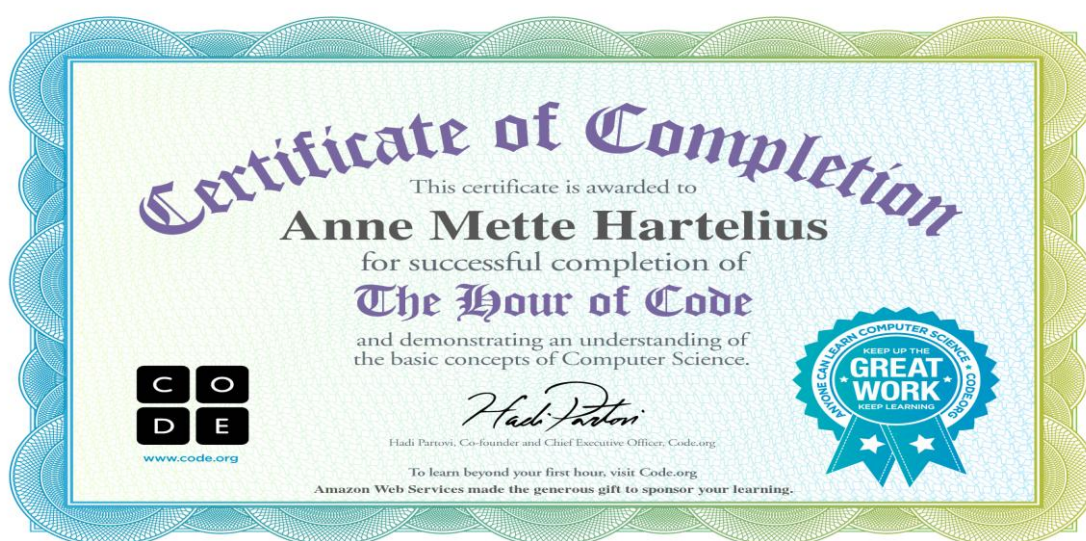 Certificate of Completion
This certificate is awarded to
Anne Mette Hartelius
for successful completion of
The Hour of Code
and demonstrating an understanding of
the basic concepts of Computer Science.
C O
D E
www.code.org
Hadi Partovi
Hadi Partovi, Co-founder and Chief Executive Officer, Code.org
To learn beyond your first hour, visit Code.org
Amazon Web Services made the generous gift to sponsor your learning.
ANYONE CAN LEARN COMPUTER SCIENCE * CODE.ORG
KEEP UP THE
GREAT
WORK
KEEP LEARNING